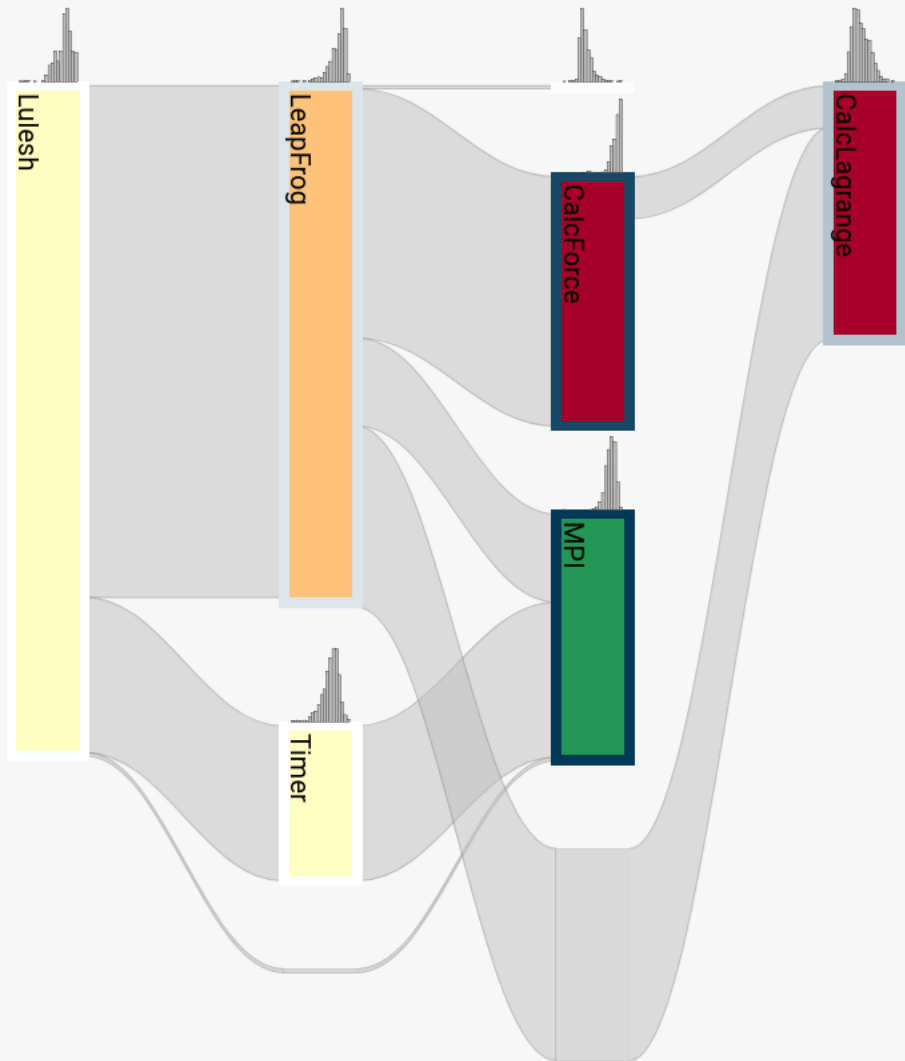 Lulesh
LeapFrog
Timer
CalcForce
MPI
CalcLagrange